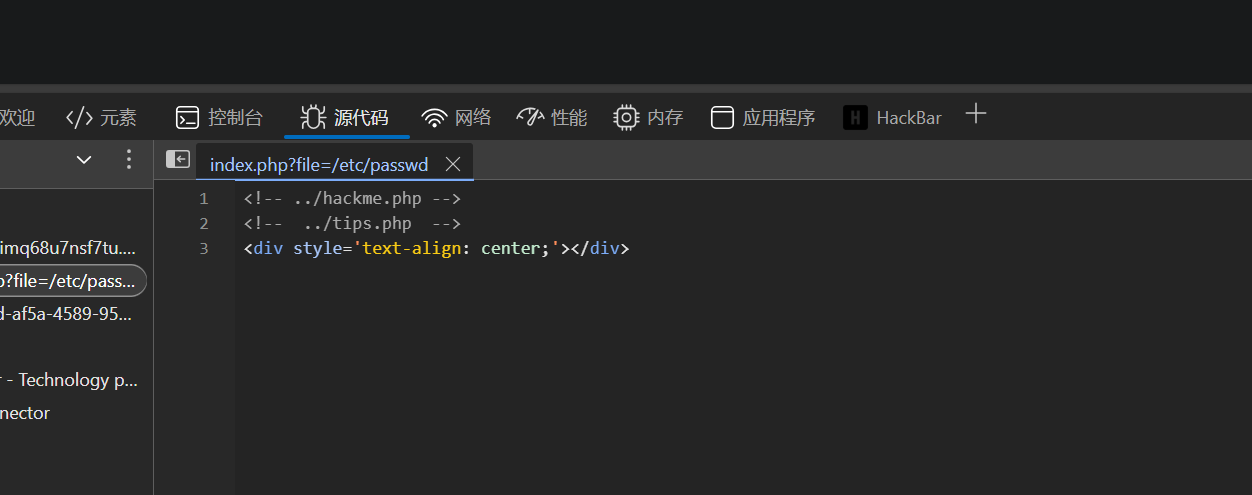 欢迎 元素 控制台 源代码 网络 性能 内存 应用程序 H HackBar
index.php?file=/etc/passwd
1 <!-- ../hackme.php -->
2 <!--  ../tips.php  -->
3 <div style='text-align: center;'></div>
imq68u7nsf7tu....
p?file=/etc/pass...
d-af5a-4589-95...
- Technology p...
nector